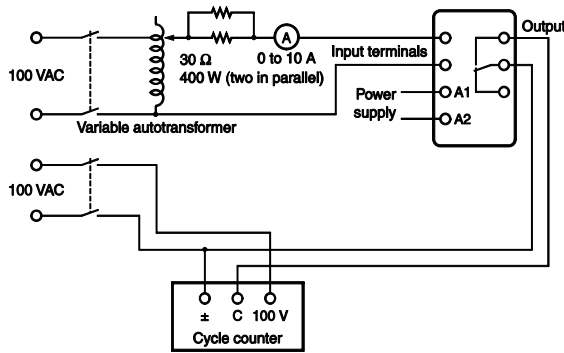 Output
A
30 Ω
0 to 10 A
Input terminals
100 VAC
400 W (two in parallel)
Power
supply
A1
A2
Variable autotransformer
100 VAC
± C 100 V
Cycle counter